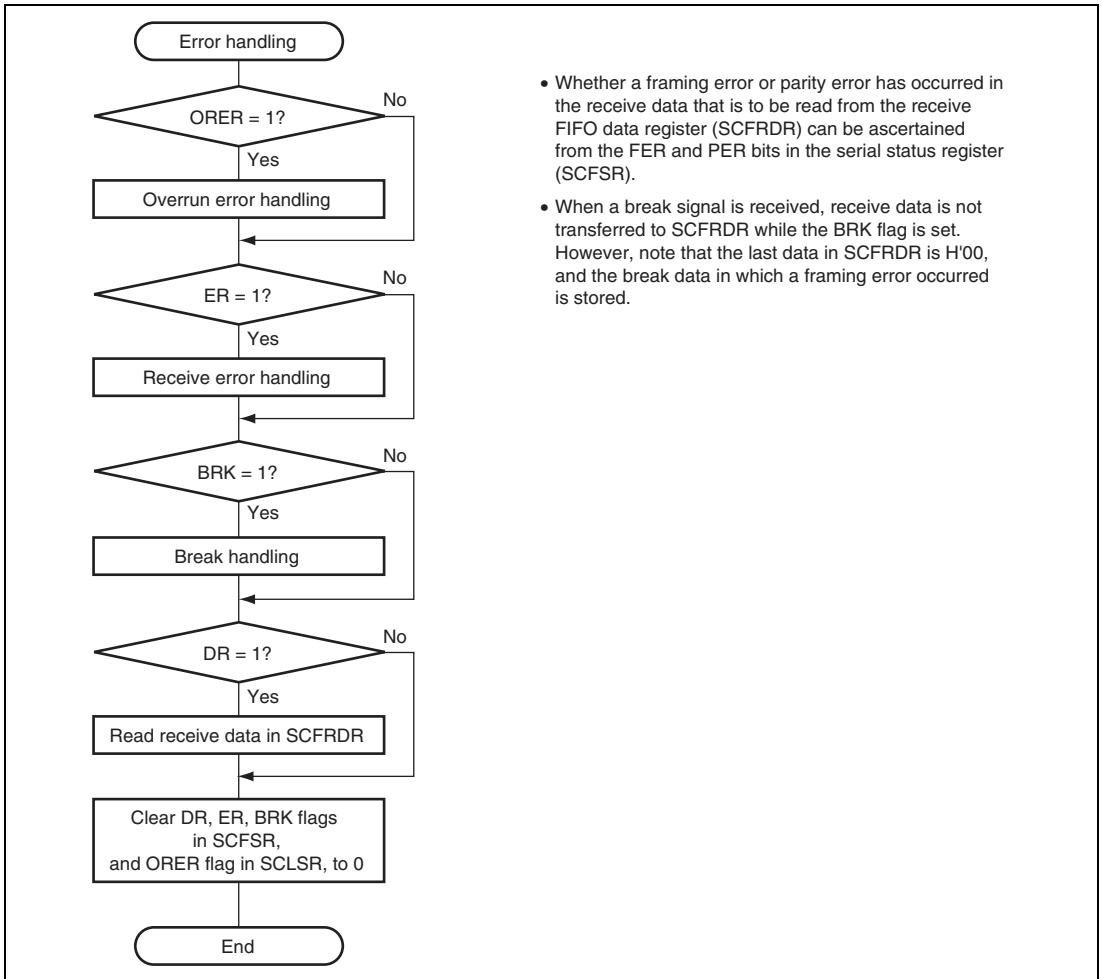 Error handling
ORER = 1?
No
Yes
Overrun error handling
ER = 1?
No
Yes
Receive error handling
BRK = 1?
No
Yes
Break handling
DR = 1?
No
Yes
Read receive data in SCFRDR
Clear DR, ER, BRK flags
in SCFSR,
and ORER flag in SCLSR, to 0
End
• Whether a framing error or parity error has occurred in
the receive data that is to be read from the receive
FIFO data register (SCFRDR) can be ascertained
from the FER and PER bits in the serial status register
(SCFSR).
• When a break signal is received, receive data is not
transferred to SCFRDR while the BRK flag is set.
However, note that the last data in SCFRDR is H'00,
and the break data in which a framing error occurred
is stored.